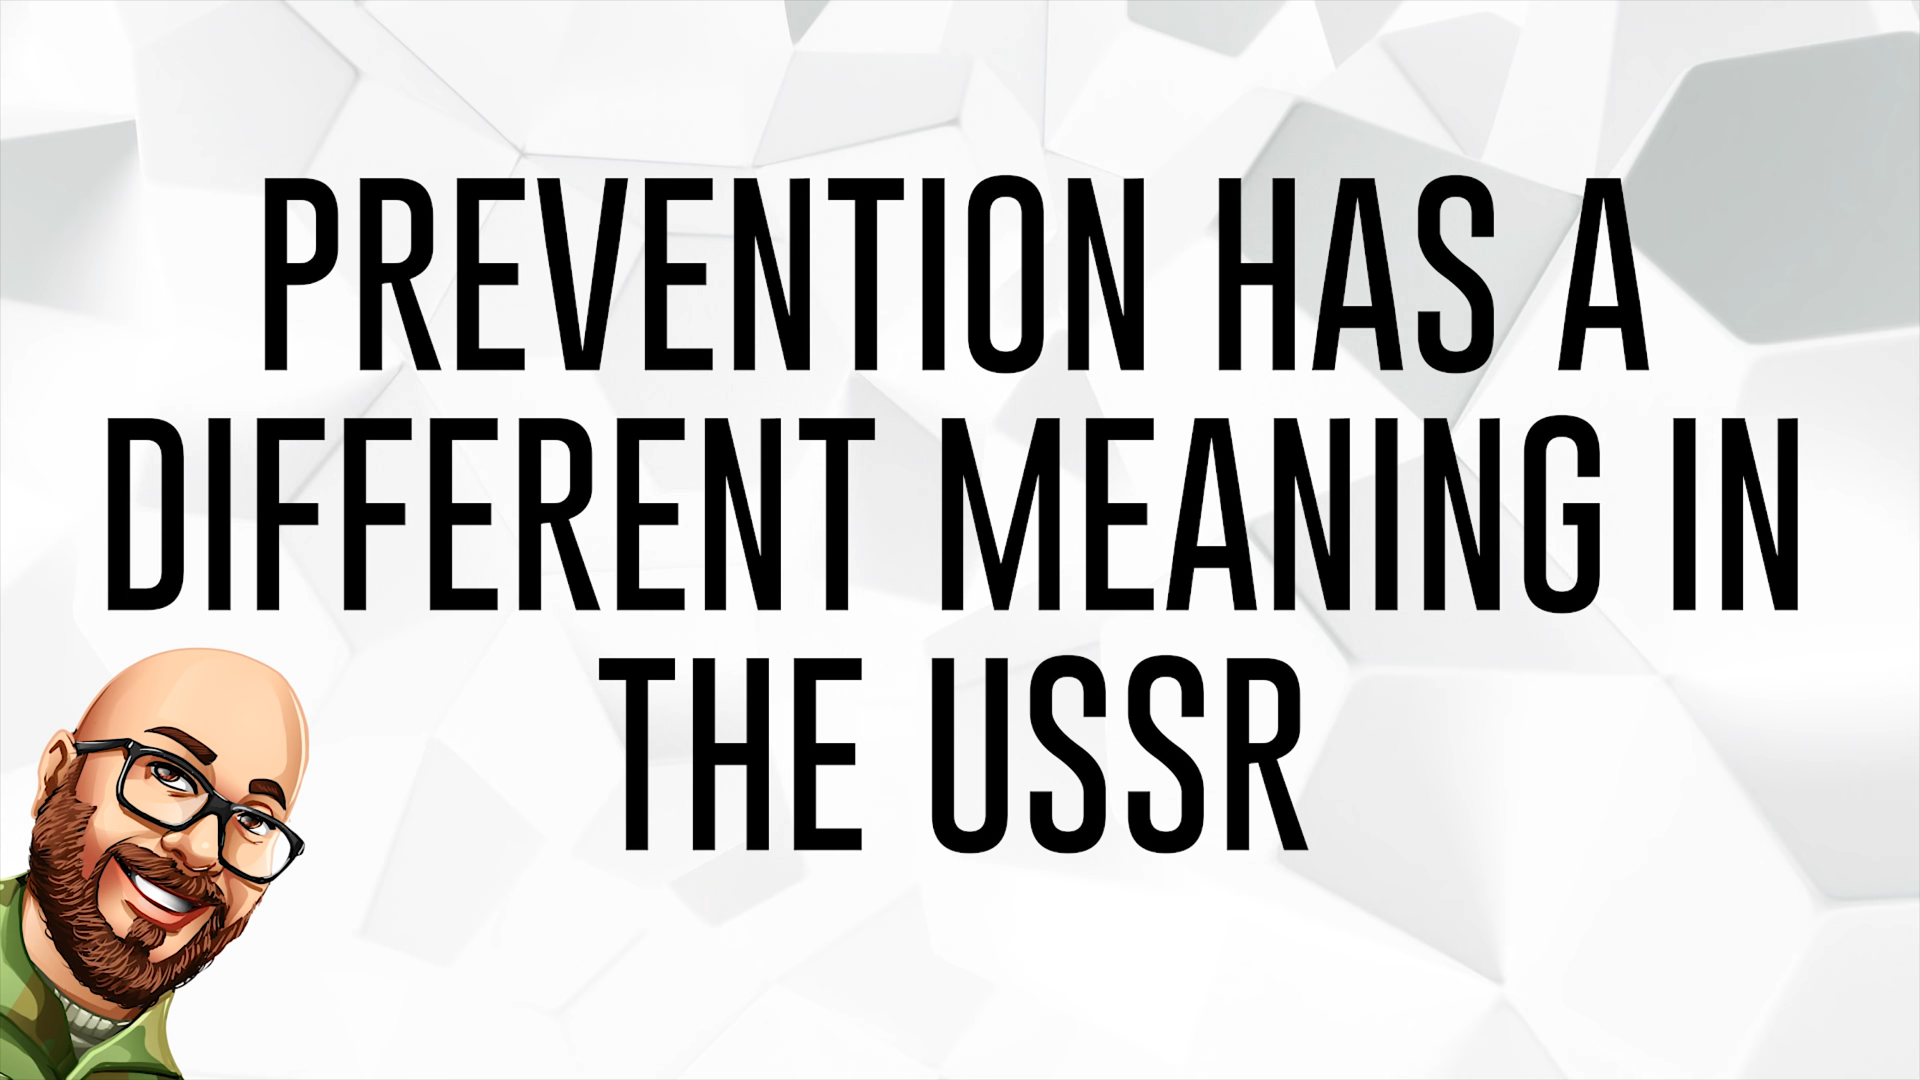 PREVENTION HAS A
DIFFERENT MEANING IN
THE USSR